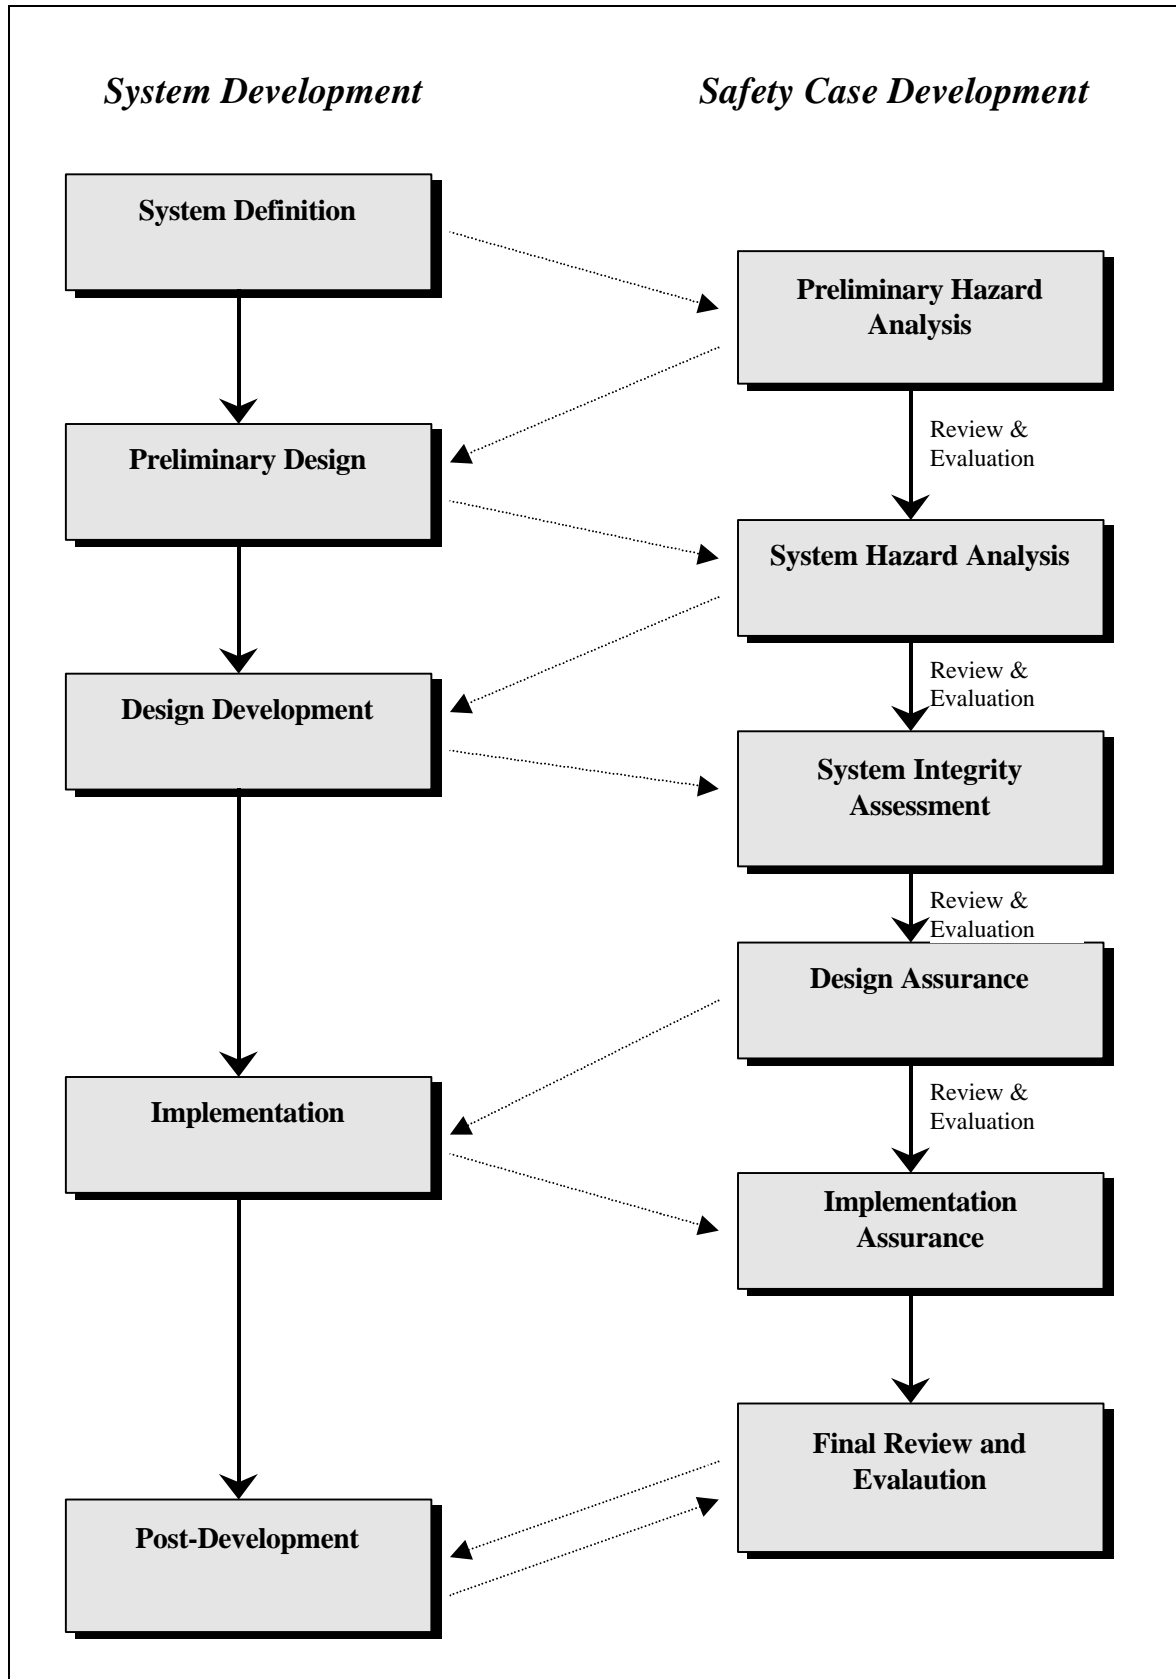 System Development
Safety Case Development
System Definition
Preliminary Hazard
Analysis
Review &
Evaluation
Preliminary Design
System Hazard Analysis
Review &
Evaluation
Design Development
System Integrity
Assessment
Review &
Evaluation
Design Assurance
Review &
Evaluation
Implementation
Implementation
Assurance
Final Review and
Evalaution
Post-Development